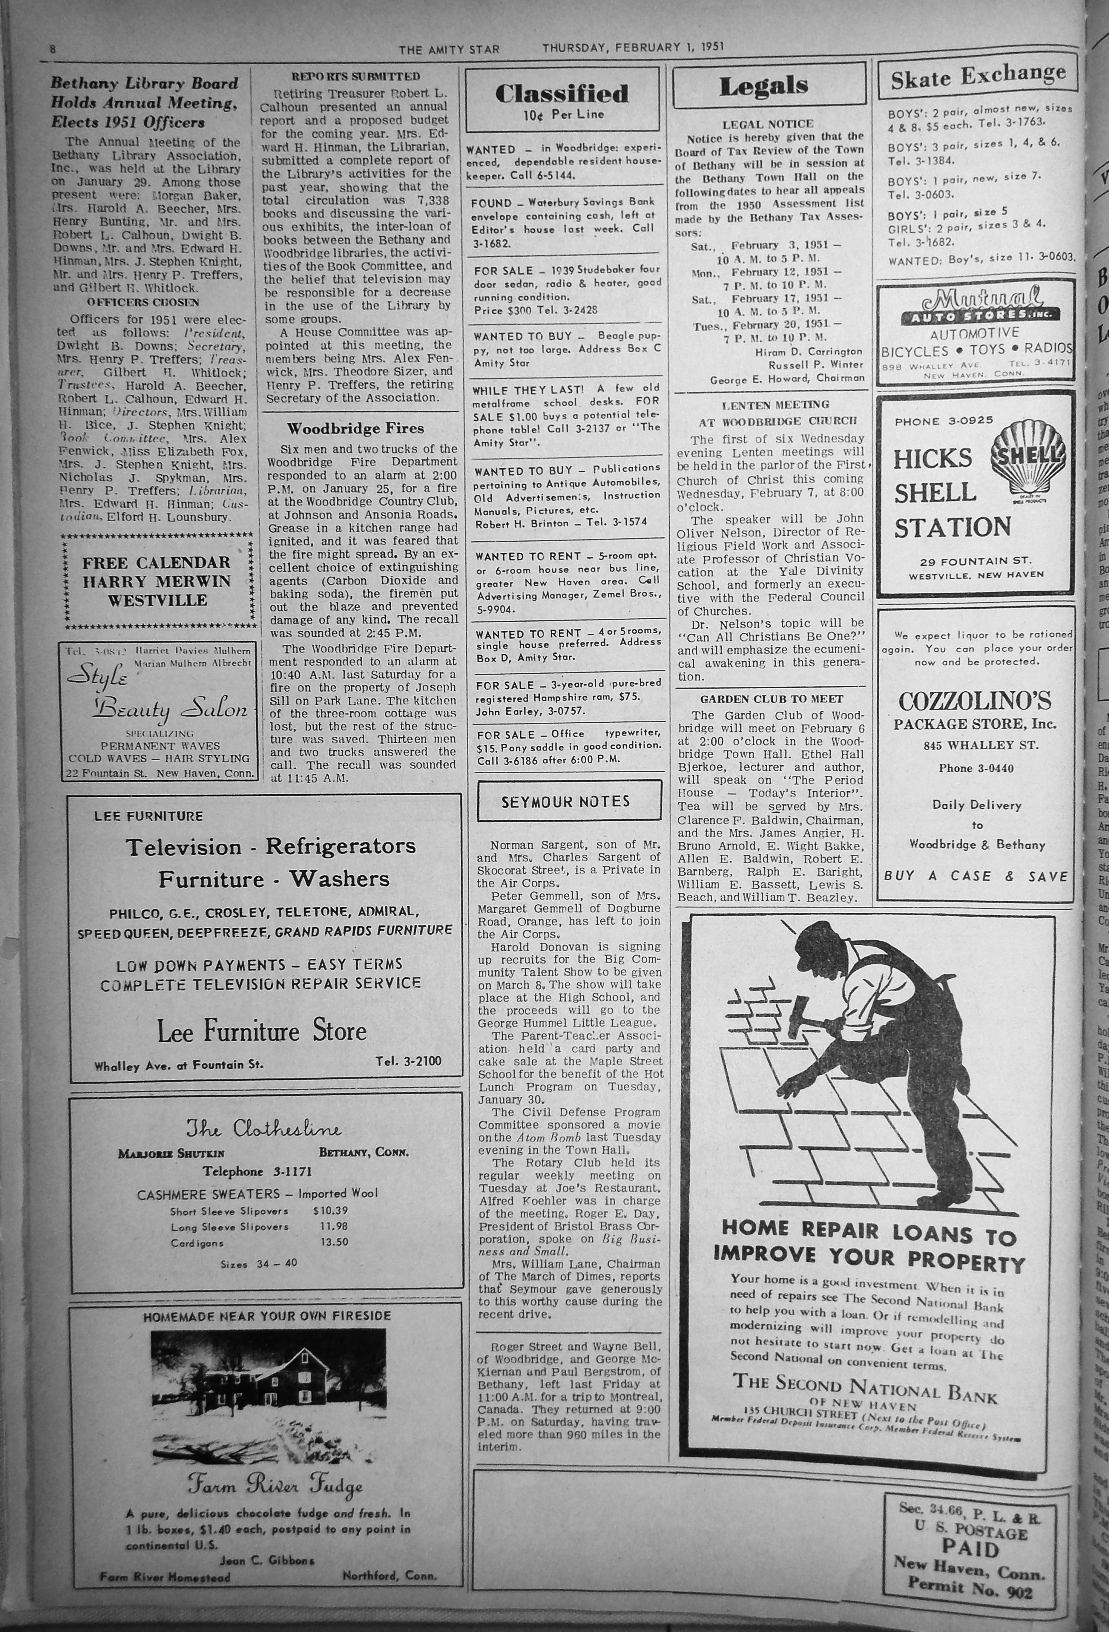 8
THE AMITY STAR THURSDAY, FEBRUARY 1, 1951
Bethany Library Board
Holds Annual Meeting,
Elects 1951 Officers
The Annual Meeting of the
Bethany Library Association,
Inc., was held at the Library
on January 29. Among those
present were: Morgan Baker,
Mrs. Harold A. Beecher, Mrs.
Henry Bunting, Mr. and Mrs.
Robert L. Calhoun, Dwight B.
Downs, Mr. and Mrs. Edward H.
Hinman, Mrs. J. Stephen Knight,
Mr. and Mrs. Henry P. Treffers,
and Gilbert H. Whitlock.
OFFICERS CHOSEN
Officers for 1951 were elec-
ted as follows: President,
Dwight B. Downs; Secretary,
Mrs. Henry P. Treffers; Treas-
urer, Gilbert H. Whitlock;
Trustees, Harold A. Beecher,
Robert L. Calhoun, Edward H.
Hinman; Directors, Mrs. William
H. Bice, J. Stephen Knight;
Book Committee, Mrs. Alex
Fenwick, Miss Elizabeth Fox,
Mrs. J. Stephen Knight, Mrs.
Nicholas J. Spykman, Mrs.
Henry P. Treffers; Librarian,
Mrs. Edward H. Hinman; Cus-
todian, Elford H. Lounsbury.
FREE CALENDAR
HARRY MERWIN
WESTVILLE
Tel. 3-0842 Harriet Davies Mulhern
Marian Mulhern Albrecht
Style
Beauty Salon
SPECIALIZING
PERMANENT WAVES
COLD WAVES — HAIR STYLING
22 Fountain St. New Haven, Conn.
REPORTS SUBMITTED
Retiring Treasurer Robert L.
Calhoun presented an annual
report and a proposed budget
for the coming year. Mrs. Ed-
ward H. Hinman, the Librarian,
submitted a complete report of
the Library's activities for the
past year, showing that the
total circulation was 7,338
books and discussing the vari-
ous exhibits, the inter-loan of
books between the Bethany and
Woodbridge libraries, the activi-
ties of the Book Committee, and
the belief that television may
be responsible for a decrease
in the use of the Library by
some groups.
A House Committee was ap-
pointed at this meeting, the
members being Mrs. Alex Fen-
wick, Mrs. Theodore Sizer, and
Henry P. Treffers, the retiring
Secretary of the Association.
Woodbridge Fires
Six men and two trucks of the
Woodbridge Fire Department
responded to an alarm at 2:00
P.M. on January 25, for a fire
at the Woodbridge Country Club,
at Johnson and Ansonia Roads.
Grease in a kitchen range had
ignited, and it was feared that
the fire might spread. By an ex-
cellent choice of extinguishing
agents (Carbon Dioxide and
baking soda), the firemen put
out the blaze and prevented
damage of any kind. The recall
was sounded at 2:45 P.M.
The Woodbridge Fire Depart-
ment responded to an alarm at
10:40 A.M. last Saturday for a
fire on the property of Joseph
Sill on Park Lane. The kitchen
of the three-room cottage was
lost, but the rest of the struc-
ture was saved. Thirteen men
and two trucks answered the
call. The recall was sounded
at 11:45 A.M.
LEE FURNITURE
Television - Refrigerators
Furniture - Washers
PHILCO, G.E., CROSLEY, TELETONE, ADMIRAL,
SPEED QUEEN, DEEPFREEZE, GRAND RAPIDS FURNITURE
LOW DOWN PAYMENTS — EASY TERMS
COMPLETE TELEVISION REPAIR SERVICE
Lee Furniture Store
Whalley Ave. at Fountain St. Tel. 3-2100
The Clothesline
MARJORIE SHUTKIN BETHANY, CONN.
Telephone 3-1171
CASHMERE SWEATERS — Imported Wool
Short Sleeve Slipovers $10.39
Long Sleeve Slipovers 11.98
Cardigans 13.50
Sizes 34 — 40
HOMEMADE NEAR YOUR OWN FIRESIDE
Farm River Fudge
A pure, delicious chocolate fudge and fresh. In
1 lb. boxes, $1.40 each, postpaid to any point in
continental U.S.
Jean C. Gibbons
Farm River Homestead Northford, Conn.
Classified
10¢ Per Line
WANTED — in Woodbridge: experi-
enced, dependable resident house-
keeper. Call 6-5144.
FOUND — Waterbury Savings Bank
envelope containing cash, left at
Editor's house last week. Call
3-1682.
FOR SALE — 1939 Studebaker four
door sedan, radio & heater, good
running condition.
Price $300 Tel. 3-2428
WANTED TO BUY — Beagle pup-
py, not too large. Address Box C
Amity Star
WHILE THEY LAST! A few old
metalframe school desks. FOR
SALE $1.00 buys a potential tele-
phone table! Call 3-2137 or "The
Amity Star".
WANTED TO BUY — Publications
pertaining to Antique Automobiles,
Old Advertisements, Instruction
Manuals, Pictures, etc.
Robert H. Brinton — Tel. 3-1574
WANTED TO RENT — 5-room apt.
or 6-room house near bus line,
greater New Haven area. Call
Advertising Manager, Zemel Bros.,
5-9904.
WANTED TO RENT — 4 or 5 rooms,
single house preferred. Address
Box D, Amity Star.
FOR SALE — 3-year-old pure-bred
registered Hampshire ram, $75.
John Earley, 3-0757.
FOR SALE — Office typewriter,
$15. Pony saddle in good condition.
Call 3-6186 after 6:00 P.M.
SEYMOUR NOTES
Norman Sargent, son of Mr.
and Mrs. Charles Sargent of
Skocorat Street, is a Private in
the Air Corps.
Peter Gemmell, son of Mrs.
Margaret Gemmell of Dogburne
Road, Orange, has left to join
the Air Corps.
Harold Donovan is signing
up recruits for the Big Com-
munity Talent Show to be given
on March 8. The show will take
place at the High School, and
the proceeds will go to the
George Hummel Little League.
The Parent-Teacher Associ-
ation held a card party and
cake sale at the Maple Street
School for the benefit of the Hot
Lunch Program on Tuesday,
January 30.
The Civil Defense Program
Committee sponsored a movie
on the Atom Bomb last Tuesday
evening in the Town Hall.
The Rotary Club held its
regular weekly meeting on
Tuesday at Joe's Restaurant.
Alfred Koehler was in charge
of the meeting. Roger E. Day,
President of Bristol Brass Cor-
poration, spoke on Big Busi-
ness and Small.
Mrs. William Lane, Chairman
of The March of Dimes, reports
that Seymour gave generously
to this worthy cause during the
recent drive.
Roger Street and Wayne Bell,
of Woodbridge, and George Mc-
Kiernan and Paul Bergstrom, of
Bethany, left last Friday at
11:00 A.M. for a trip to Montreal,
Canada. They returned at 9:00
P.M. on Saturday, having trav-
eled more than 960 miles in the
interim.
Legals
LEGAL NOTICE
Notice is hereby given that the
Board of Tax Review of the Town
of Bethany will be in session at
the Bethany Town Hall on the
following dates to hear all appeals
from the 1950 Assessment list
made by the Bethany Tax Asses-
sors:
Sat., February 3, 1951 —
10 A. M. to 5 P. M.
Mon., February 12, 1951 —
7 P. M. to 10 P. M.
Sat., February 17, 1951 —
10 A. M. to 5 P. M.
Tues., February 20, 1951 —
7 P. M. to 10 P. M.
Hiram D. Carrington
Russell P. Winter
George E. Howard, Chairman
LENTEN MEETING
AT WOODBRIDGE CHURCH
The first of six Wednesday
evening Lenten meetings will
be held in the parlor of the First
Church of Christ this coming
Wednesday, February 7, at 8:00
o'clock.
The speaker will be John
Oliver Nelson, Director of Re-
ligious Field Work and Associ-
ate Professor of Christian Vo-
cation at the Yale Divinity
School, and formerly an execu-
tive with the Federal Council
of Churches.
Dr. Nelson's topic will be
"Can All Christians Be One?"
and will emphasize the ecumeni-
cal awakening in this genera-
tion.
GARDEN CLUB TO MEET
The Garden Club of Wood-
bridge will meet on February 6
at 2:00 o'clock in the Wood-
bridge Town Hall. Ethel Hall
Bjerkoe, lecturer and author,
will speak on "The Period
House — Today's Interior".
Tea will be served by Mrs.
Clarence F. Baldwin, Chairman,
and the Mrs. James Angier, H.
Bruno Arnold, E. Wight Bakke,
Allen E. Baldwin, Robert E.
Barnberg, Ralph E. Baright,
William E. Bassett, Lewis S.
Beach, and William T. Beazley.
Skate Exchange
BOYS': 2 pair, almost new, sizes
4 & 8. $5 each. Tel. 3-1763.
BOYS': 3 pair, sizes 1, 4, & 6.
Tel. 3-1384.
BOYS': 1 pair, new, size 7.
Tel. 3-0603.
BOYS': 1 pair, size 5
GIRLS': 2 pair, sizes 3 & 4.
Tel. 3-1682.
WANTED: Boy's, size 11. 3-0603.
Mutual
AUTO STORES, INC.
AUTOMOTIVE
BICYCLES • TOYS • RADIOS
898 WHALLEY AVE. TEL. 3-4171
NEW HAVEN. CONN.
PHONE 3-0925
HICKS
SHELL
STATION
SHELL
29 FOUNTAIN ST.
WESTVILLE, NEW HAVEN
We expect liquor to be rationed
again. You can place your order
now and be protected.
COZZOLINO'S
PACKAGE STORE, Inc.
845 WHALLEY ST.
Phone 3-0440
Daily Delivery
to
Woodbridge & Bethany
BUY A CASE & SAVE
HOME REPAIR LOANS TO
IMPROVE YOUR PROPERTY
Your home is a good investment. When it is in
need of repairs see The Second National Bank
to help you with a loan. Or if remodelling and
modernizing will improve your property do
not hesitate to start now. Get a loan at The
Second National on convenient terms.
THE SECOND NATIONAL BANK
OF NEW HAVEN
135 CHURCH STREET (Next to the Post Office)
Member Federal Deposit Insurance Corp. Member Federal Reserve System
Sec. 34.66, P. L. & R.
U S. POSTAGE
PAID
New Haven, Conn.
Permit No. 902